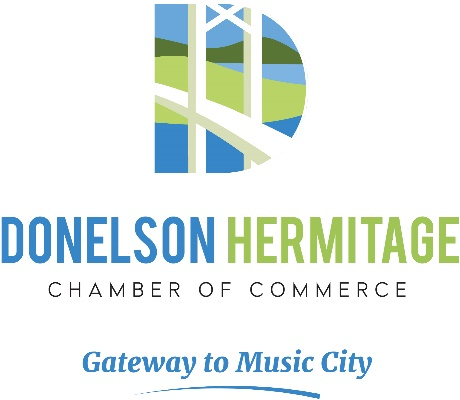 DONELSON HERMITAGE
CHAMBER OF COMMERCE
Gateway to Music City